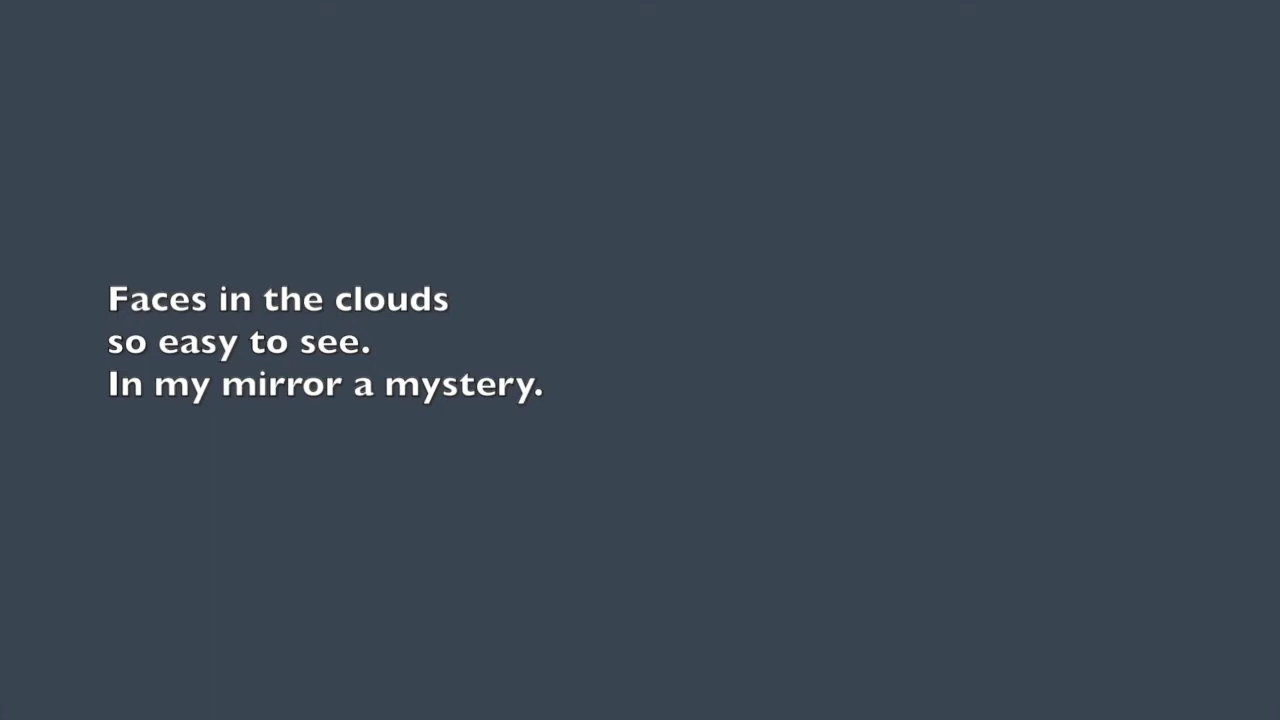 Faces in the clouds
so easy to see.
In my mirror a mystery.